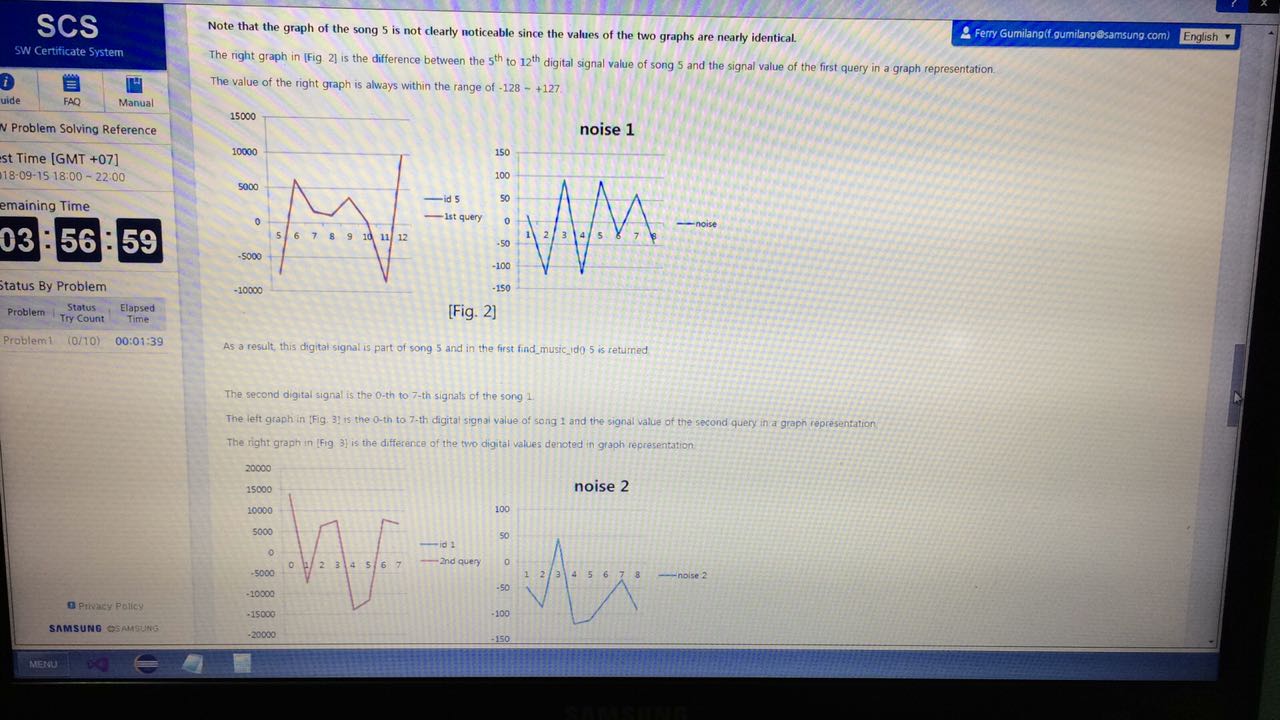 SCS
SW Certificate System
uide
FAQ
Manual
W Problem Solving Reference
est Time [GMT +07]
018-09-15 18:00 ~ 22:00
emaining Time
03:56:59
Status By Problem
Problem Status Try Count Elapsed Time
Problem1 (0/10) 00:01:39
Privacy Policy
SAMSUNG ©SAMSUNG
MENU
Ferry Gumilang(f.gumilang@samsung.com) English
Note that the graph of the song 5 is not clearly noticeable since the values of the two graphs are nearly identical.
The right graph in [Fig. 2] is the difference between the 5th to 12th digital signal value of song 5 and the signal value of the first query in a graph representation.
The value of the right graph is always within the range of -128 ~ +127.
15000
10000
5000
0
-5000
-10000
5 6 7 8 9 10 11 12
id 5
1st query
noise 1
150
100
50
0
-50
-100
-150
1 2 3 4 5 6 7 8
noise
[Fig. 2]
As a result, this digital signal is part of song 5 and in the first find_music_id() 5 is returned.
The second digital signal is the 0-th to 7-th signals of the song 1.
The left graph in [Fig. 3] is the 0-th to 7-th digital signal value of song 1 and the signal value of the second query in a graph representation.
The right graph in [Fig. 3] is the difference of the two digital values denoted in graph representation.
20000
15000
10000
5000
0
-5000
-10000
-15000
-20000
0 1 2 3 4 5 6 7
id 1
2nd query
noise 2
100
50
0
-50
-100
-150
1 2 3 4 5 6 7 8
noise 2
SAMSUNG